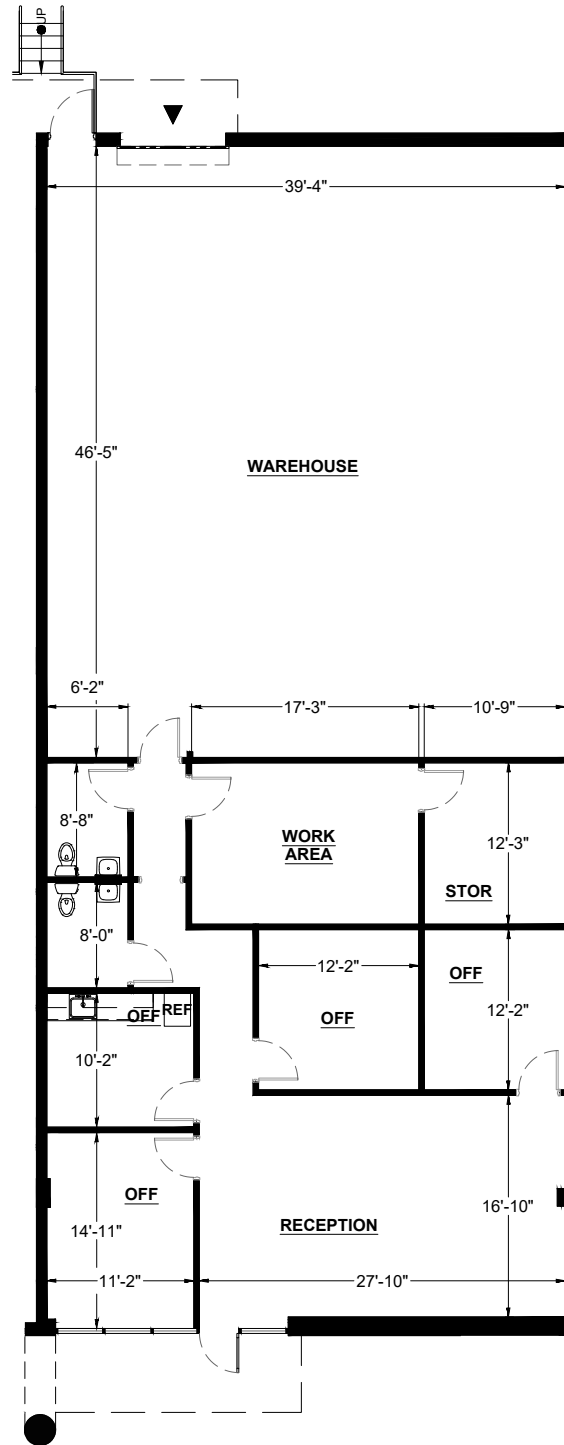 UP
39'-4"
46'-5"
WAREHOUSE
6'-2"
17'-3"
10'-9"
8'-8"
WORK
AREA
12'-3"
STOR
8'-0"
12'-2"
OFF
12'-2"
OFF
OFF
REF
10'-2"
OFF
14'-11"
RECEPTION
16'-10"
11'-2"
27'-10"